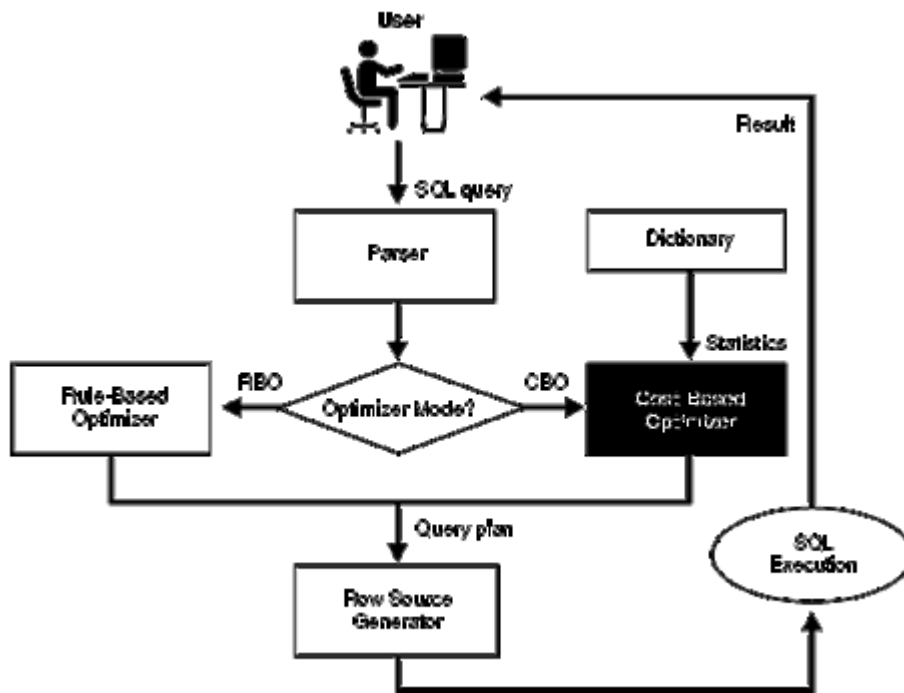 User
Result
SQL query
Parser
Dictionary
Statistics
RBO
CBO
Rule-Based
Optimizer
Optimizer Mode?
Cost-Based
Optimizer
Query plan
SQL
Execution
Row Source
Generator